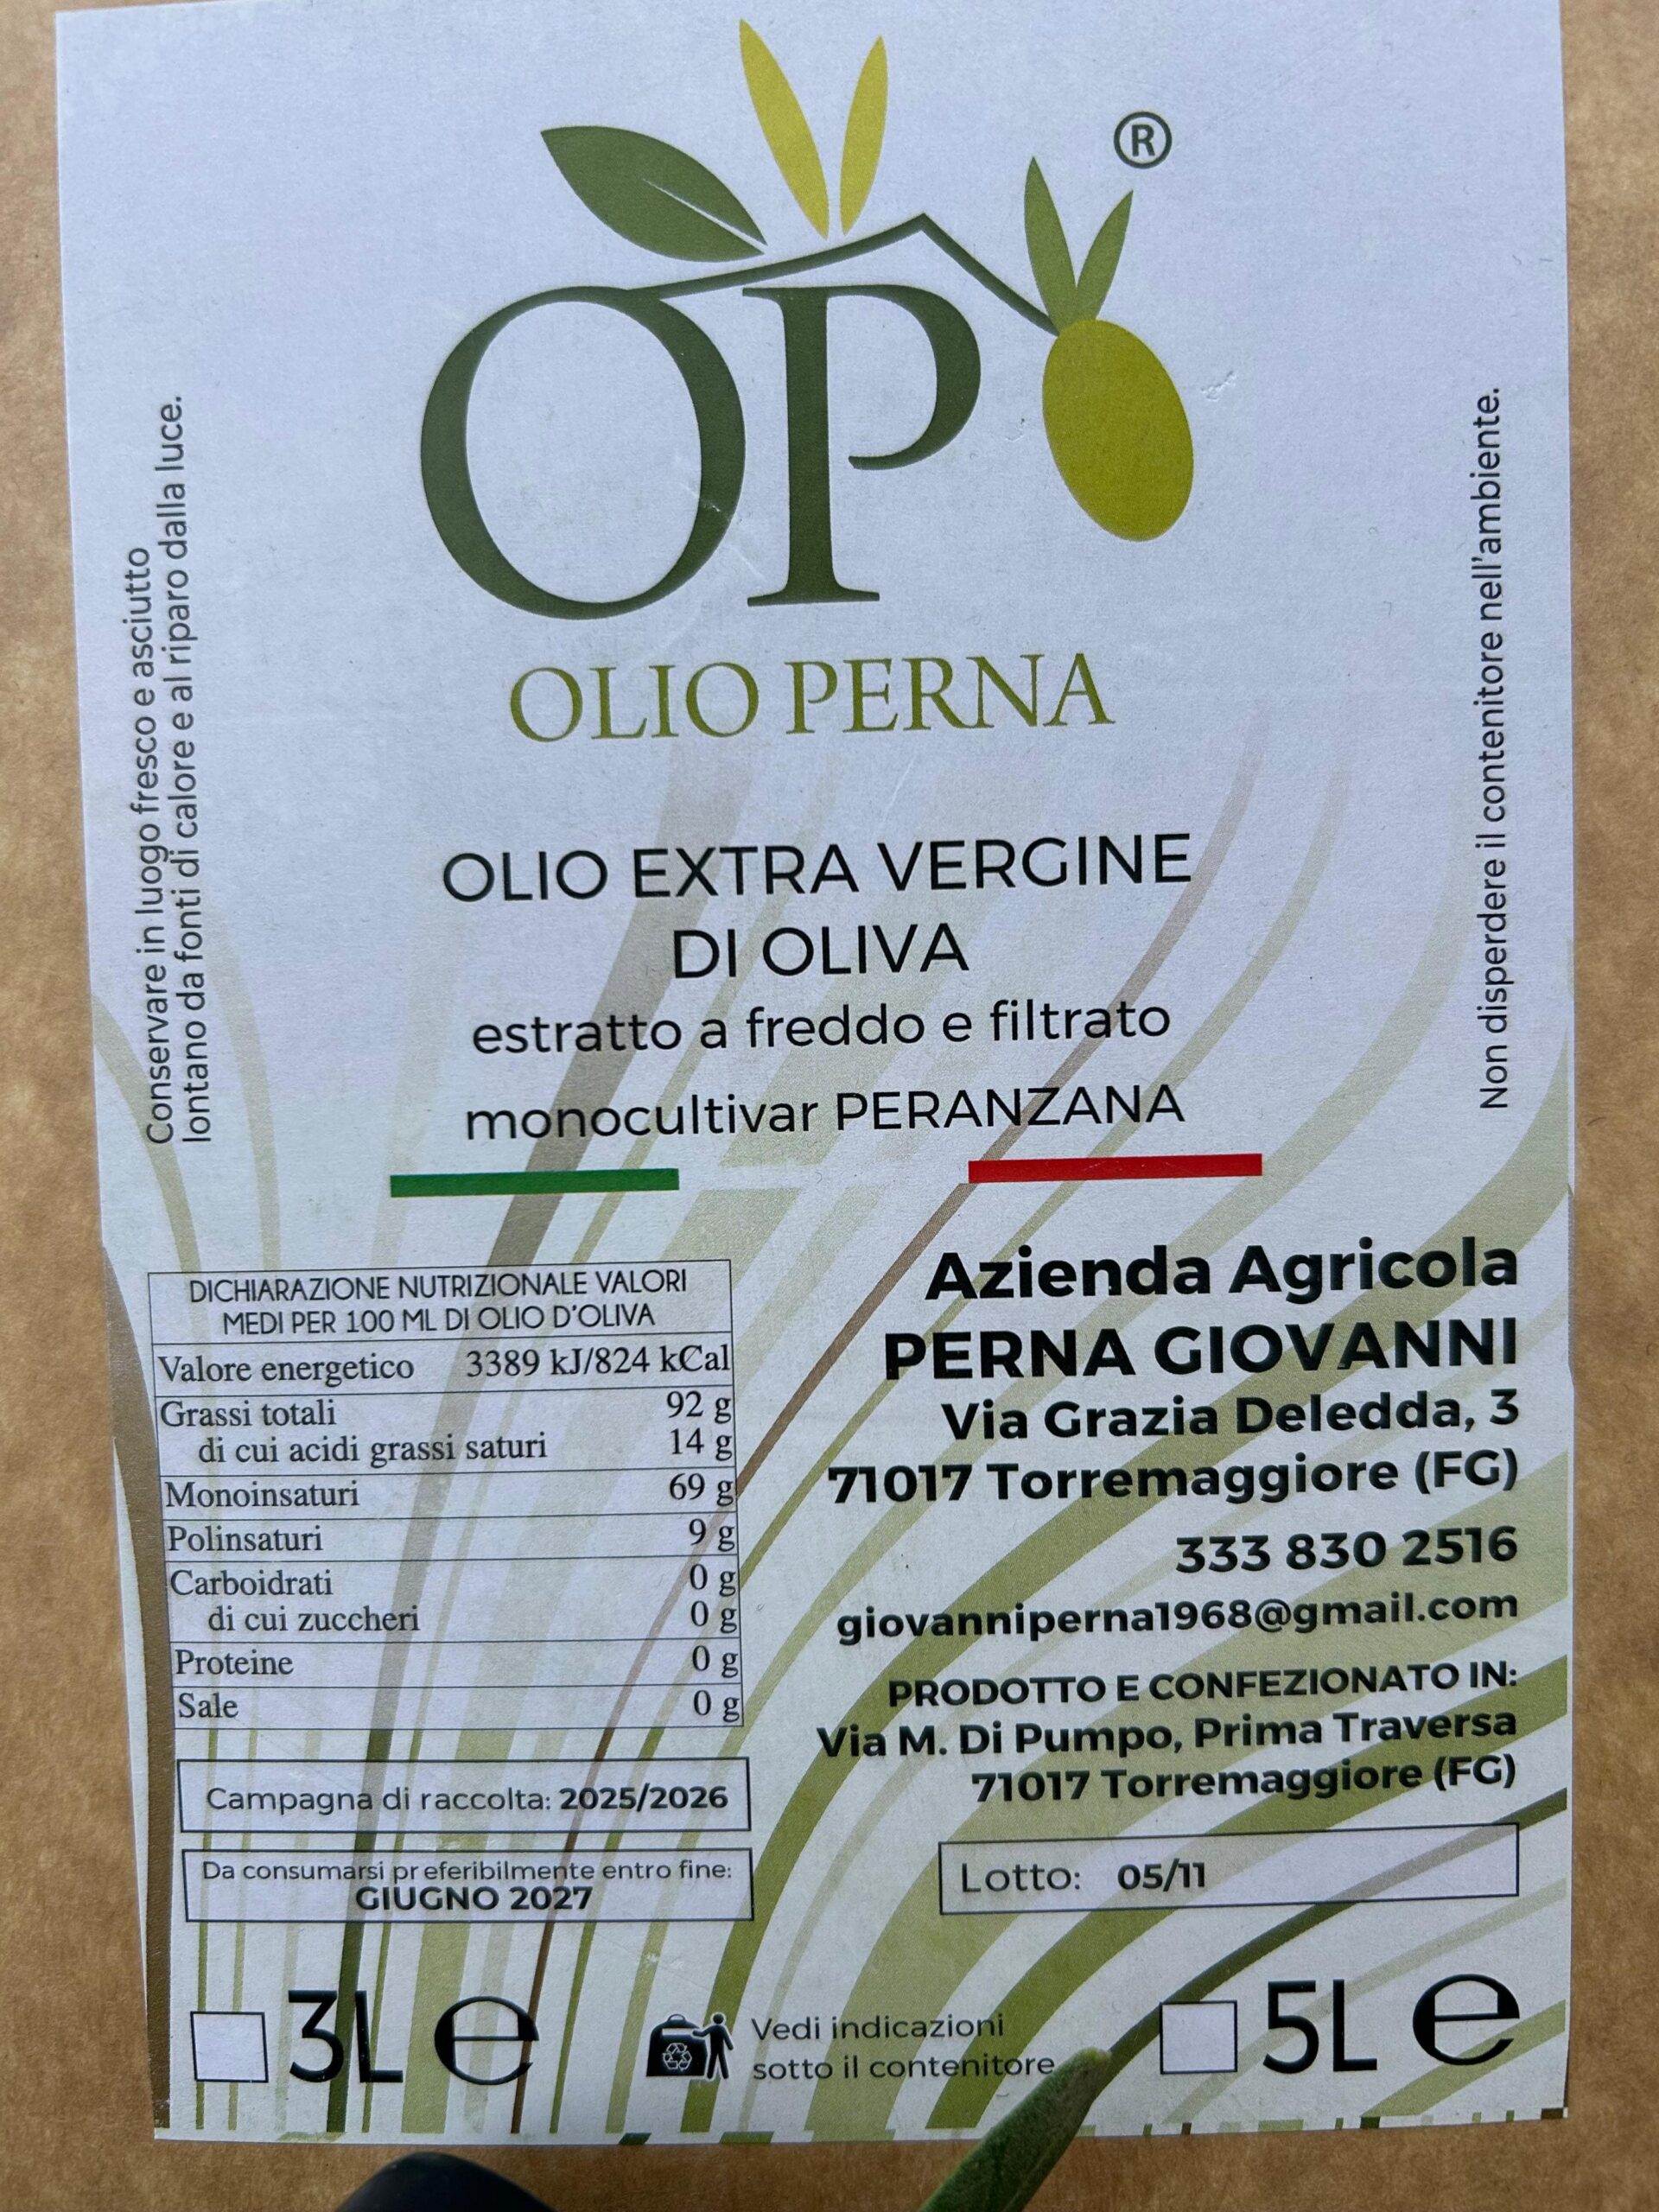 ®
OP
OLIO PERNA
Conservare in luogo fresco e asciutto
lontano da fonti di calore e al riparo dalla luce.
Non disperdere il contenitore nell'ambiente.
OLIO EXTRA VERGINE
DI OLIVA
estratto a freddo e filtrato
monocultivar PERANZANA
DICHIARAZIONE NUTRIZIONALE VALORI
MEDI PER 100 ML DI OLIO D'OLIVA
Valore energetico 3389 kJ/824 kCal
Grassi totali 92 g
di cui acidi grassi saturi 14 g
Monoinsaturi 69 g
Polinsaturi 9 g
Carboidrati 0 g
di cui zuccheri 0 g
Proteine 0 g
Sale 0 g
Campagna di raccolta: 2025/2026
Da consumarsi pr eferibilmente entro fine:
GIUGNO 2027
Azienda Agricola
PERNA GIOVANNI
Via Grazia Deledda, 3
71017 Torremaggiore (FG)
333 830 2516
giovanniperna1968@gmail.com
PRODOTTO E CONFEZIONATO IN:
Via M. Di Pumpo, Prima Traversa
71017 Torremaggiore (FG)
Lotto: 05/11
3L e
Vedi indicazioni
sotto il contenitore
5L e